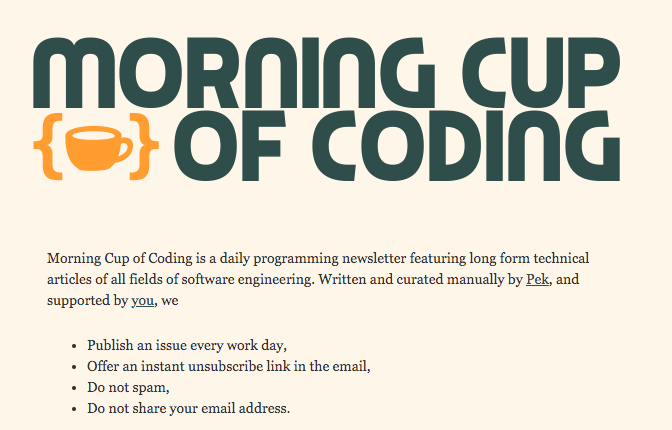 MORNING CUP
{ } OF CODING
Morning Cup of Coding is a daily programming newsletter featuring long form technical
articles of all fields of software engineering. Written and curated manually by Pek, and
supported by you, we
• Publish an issue every work day,
• Offer an instant unsubscribe link in the email,
• Do not spam,
• Do not share your email address.